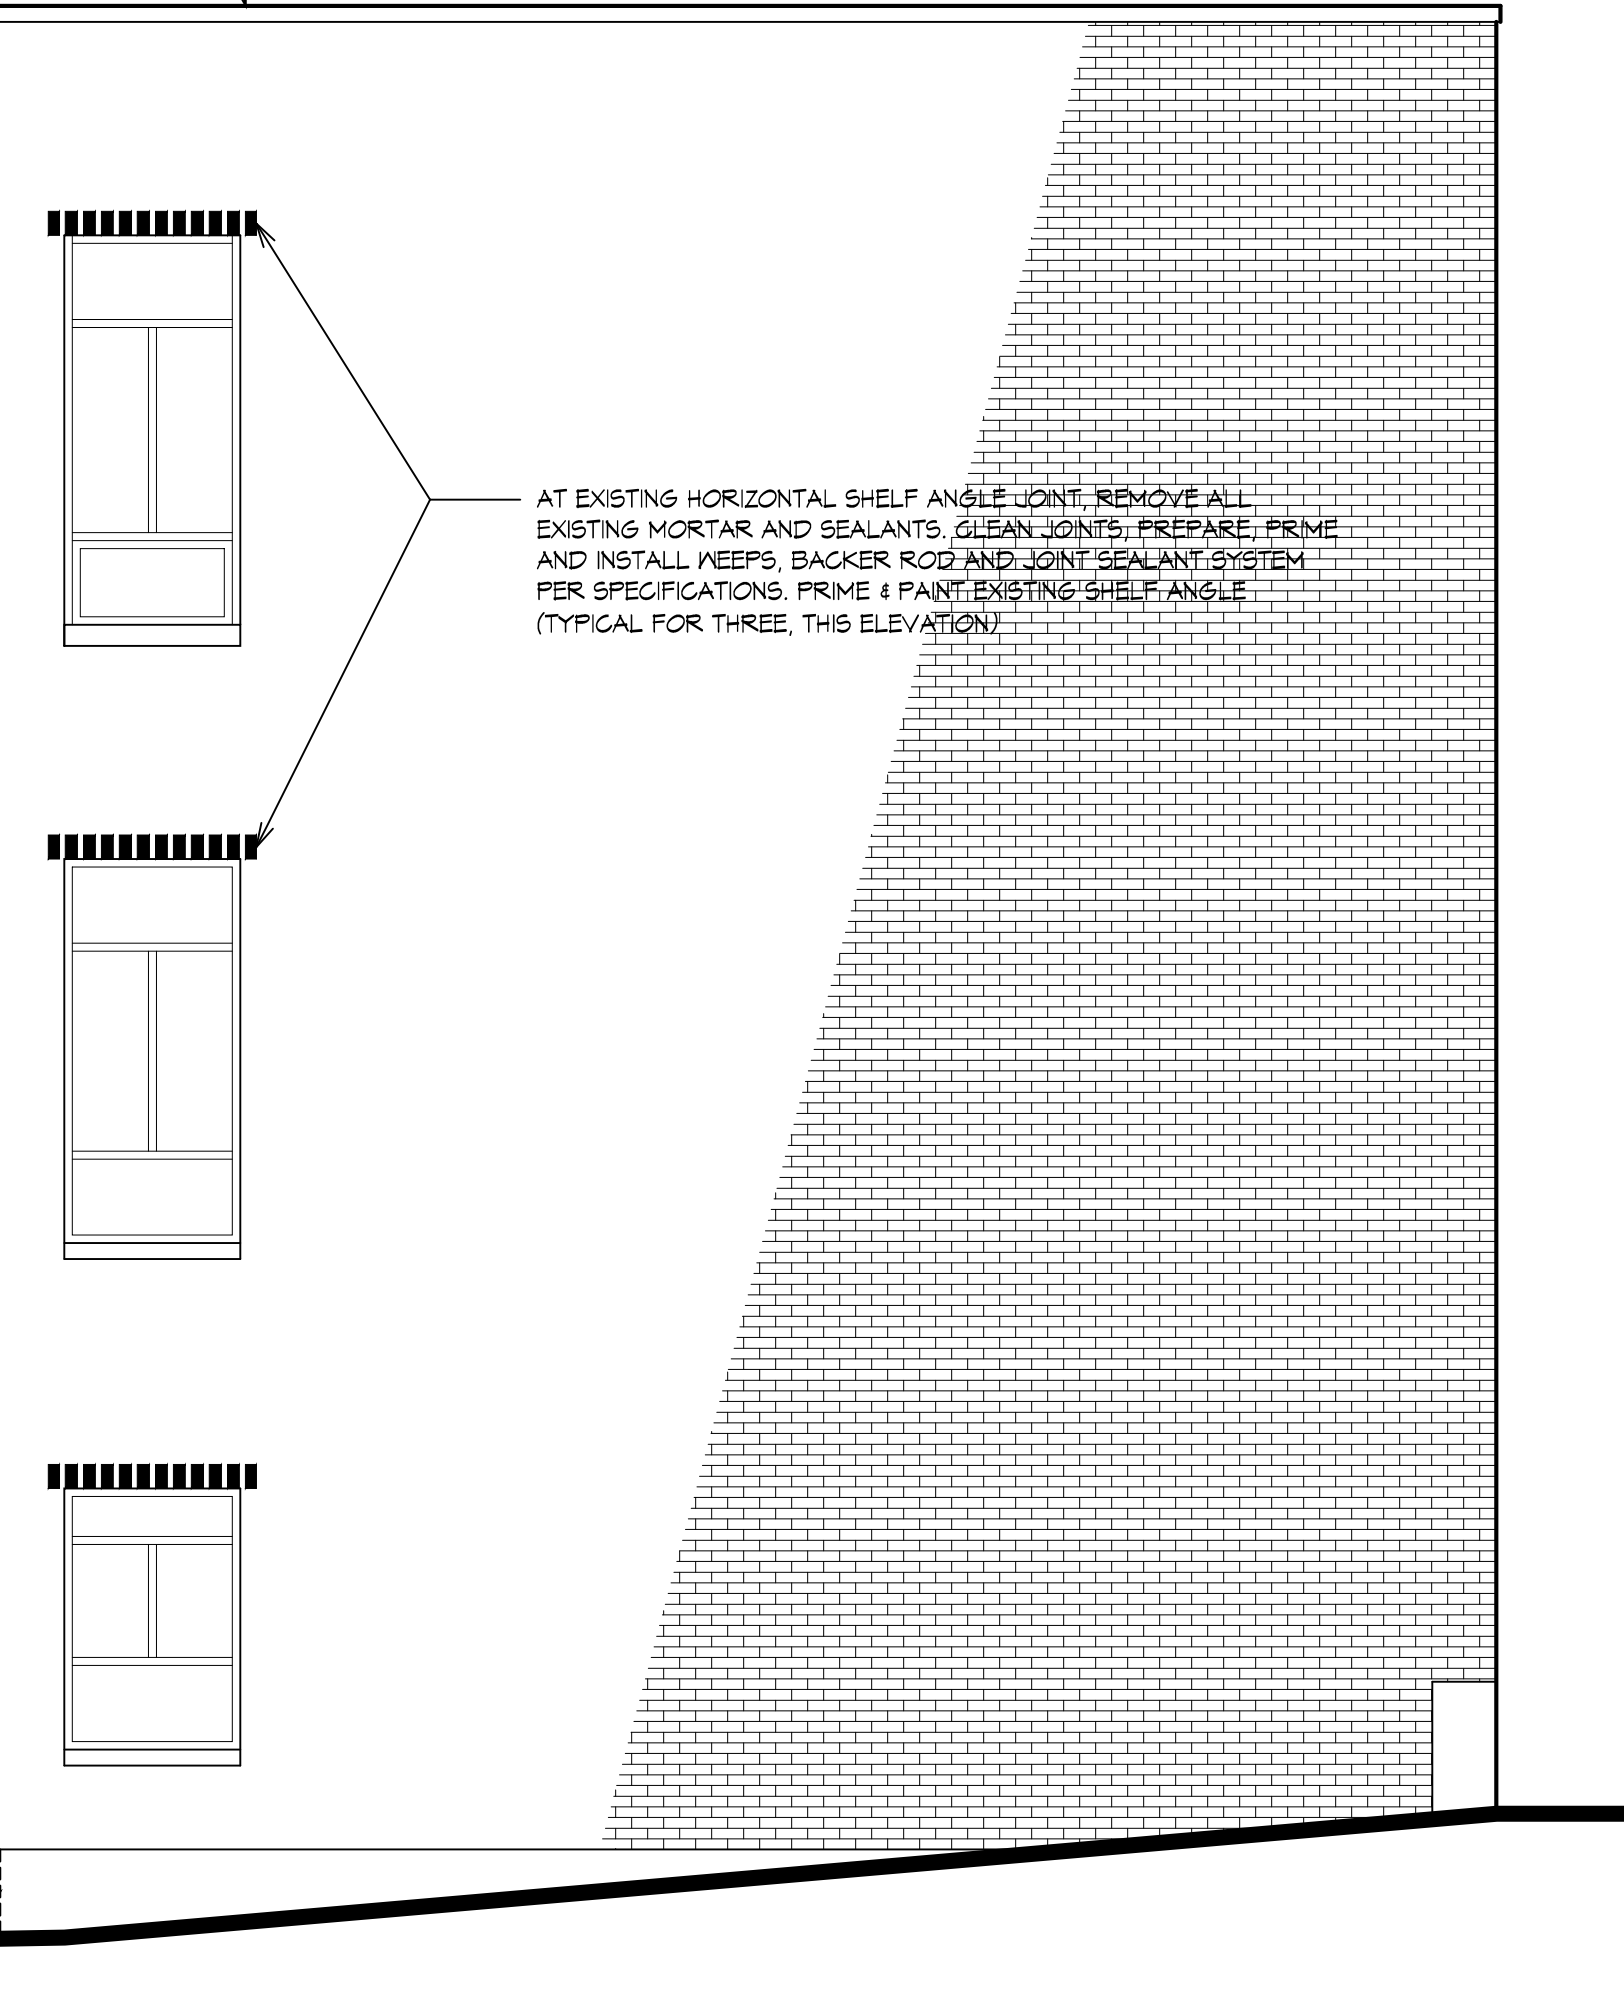 AT EXISTING HORIZONTAL SHELF ANGLE JOINT, REMOVE ALL
EXISTING MORTAR AND SEALANTS. CLEAN JOINTS, PREPARE, PRIME
AND INSTALL WEEPS, BACKER ROD AND JOINT SEALANT SYSTEM
PER SPECIFICATIONS. PRIME & PAINT EXISTING SHELF ANGLE
(TYPICAL FOR THREE, THIS ELEVATION)